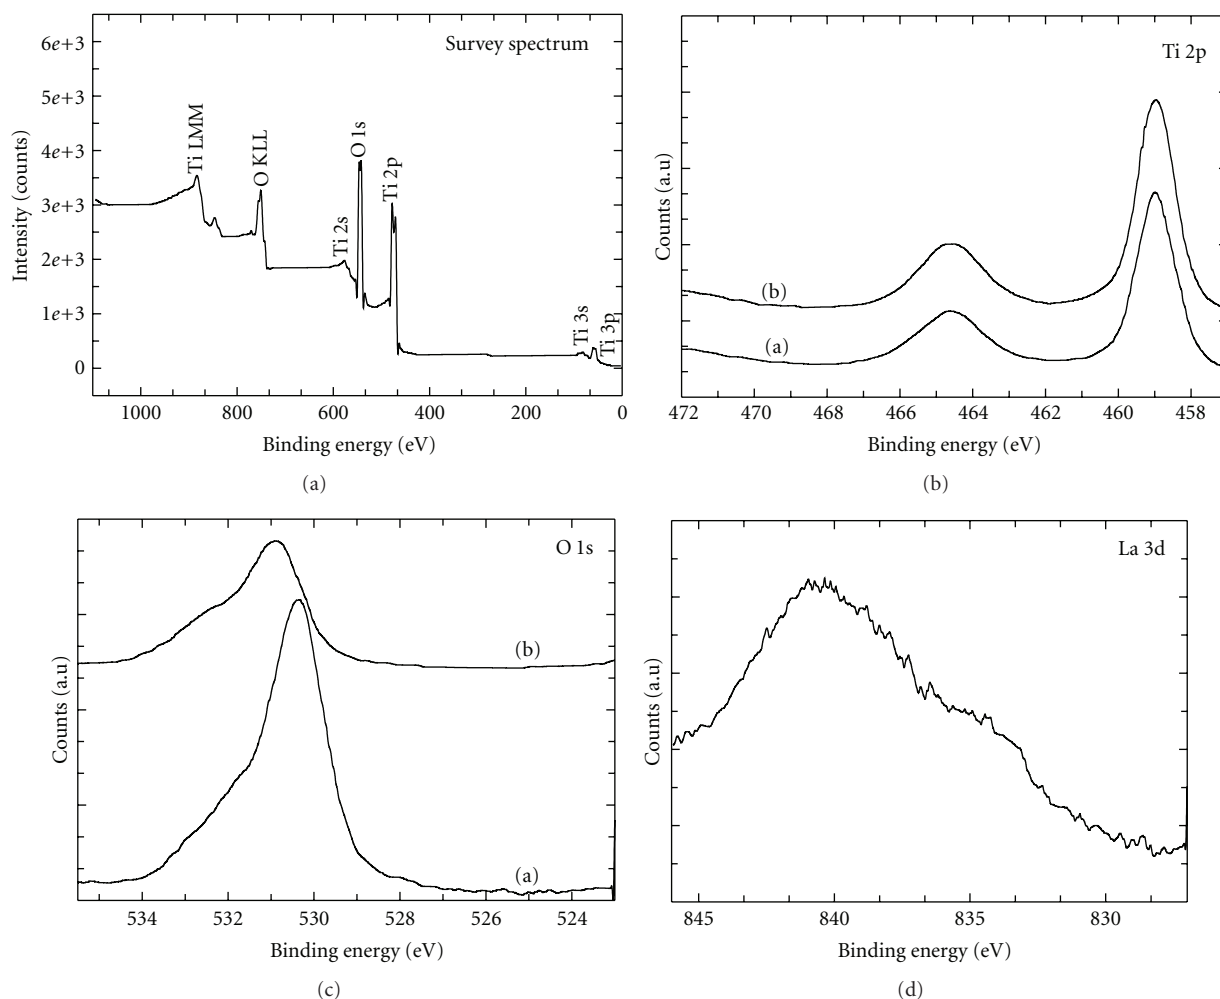 Survey spectrum
6e+3
5e+3
4e+3
3e+3
2e+3
1e+3
0
Intensity (counts)
Ti LMM
O KLL
Ti 2s
O 1s
Ti 2p
Ti 3s
Ti 3p
1000 800 600 400 200 0
Binding energy (eV)
(a)
Ti 2p
Counts (a.u)
(b)
(a)
472 470 468 466 464 462 460 458
Binding energy (eV)
(b)
O 1s
Counts (a.u)
(b)
(a)
534 532 530 528 526 524
Binding energy (eV)
(c)
La 3d
Counts (a.u)
845 840 835 830
Binding energy (eV)
(d)